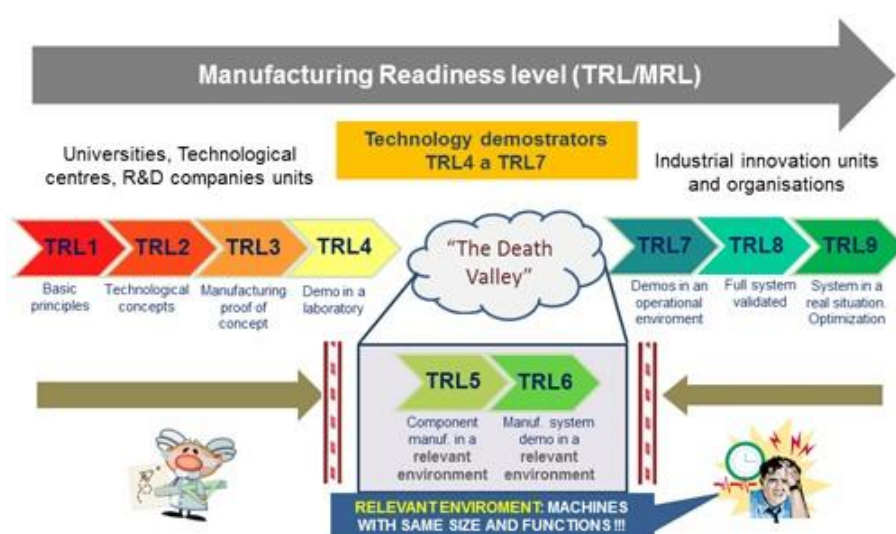 Manufacturing Readiness level (TRL/MRL)
Universities, Technological
centres, R&D companies units
Technology demostrators
TRL4 a TRL7
Industrial innovation units
and organisations
TRL1
TRL2
TRL3
TRL4
"The Death
Valley"
TRL7
TRL8
TRL9
Basic
principles
Technological
concepts
Manufacturing
proof of
concept
Demo in a
laboratory
Demos in an
operational
enviroment
Full system
validated
System in a
real situation.
Optimization
TRL5
TRL6
Component
manuf. in a
relevant
environment
Manuf. system
demo in a
relevant
environment
RELEVANT ENVIROMENT: MACHINES
WITH SAME SIZE AND FUNCTIONS!!!